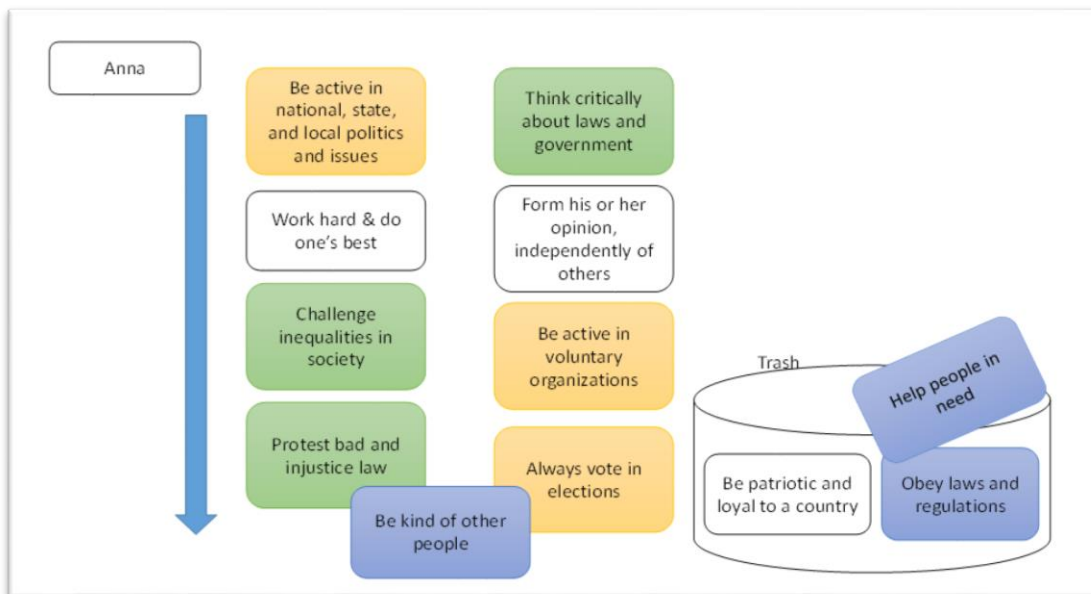 Anna
Be active in
national, state,
and local politics
and issues
Think critically
about laws and
government
Work hard & do
one's best
Form his or her
opinion,
independently of
others
Challenge
inequalities in
society
Be active in
voluntary
organizations
Protest bad and
injustice law
Always vote in
elections
Be kind of other
people
Trash
Help people in
need
Be patriotic and
loyal to a country
Obey laws and
regulations